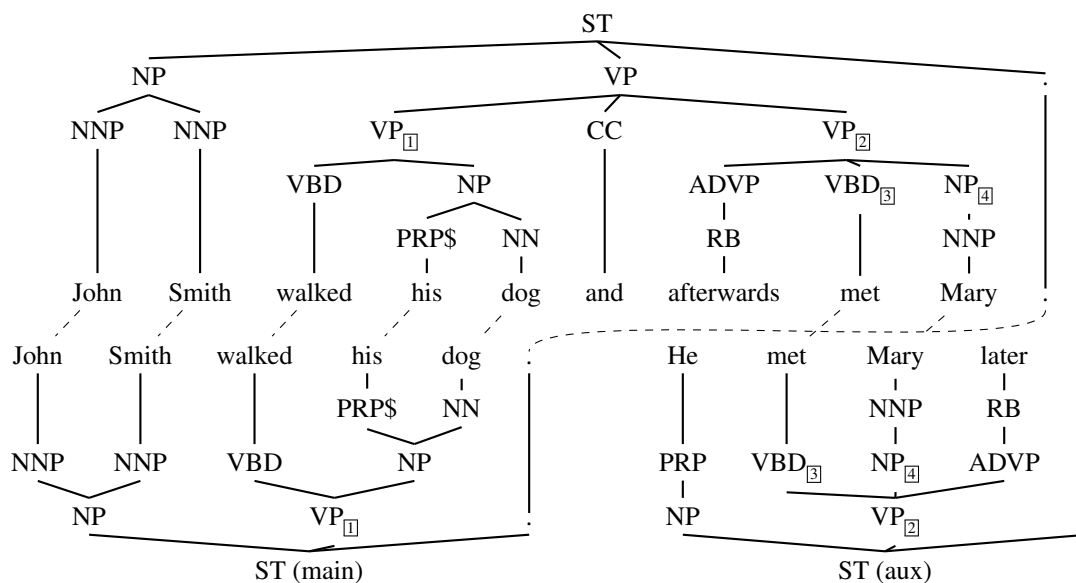 ST
NP VP .
NNP NNP VP1 CC VP2
VBD NP ADVP VBD3 NP4
PRP$ NN RB NNP
John Smith walked his dog and afterwards met Mary .
John Smith walked his dog . He met Mary later
PRP$ NN NNP RB
NNP NNP VBD NP PRP VBD3 NP4 ADVP
NP VP1 . NP VP2
ST (main) ST (aux)